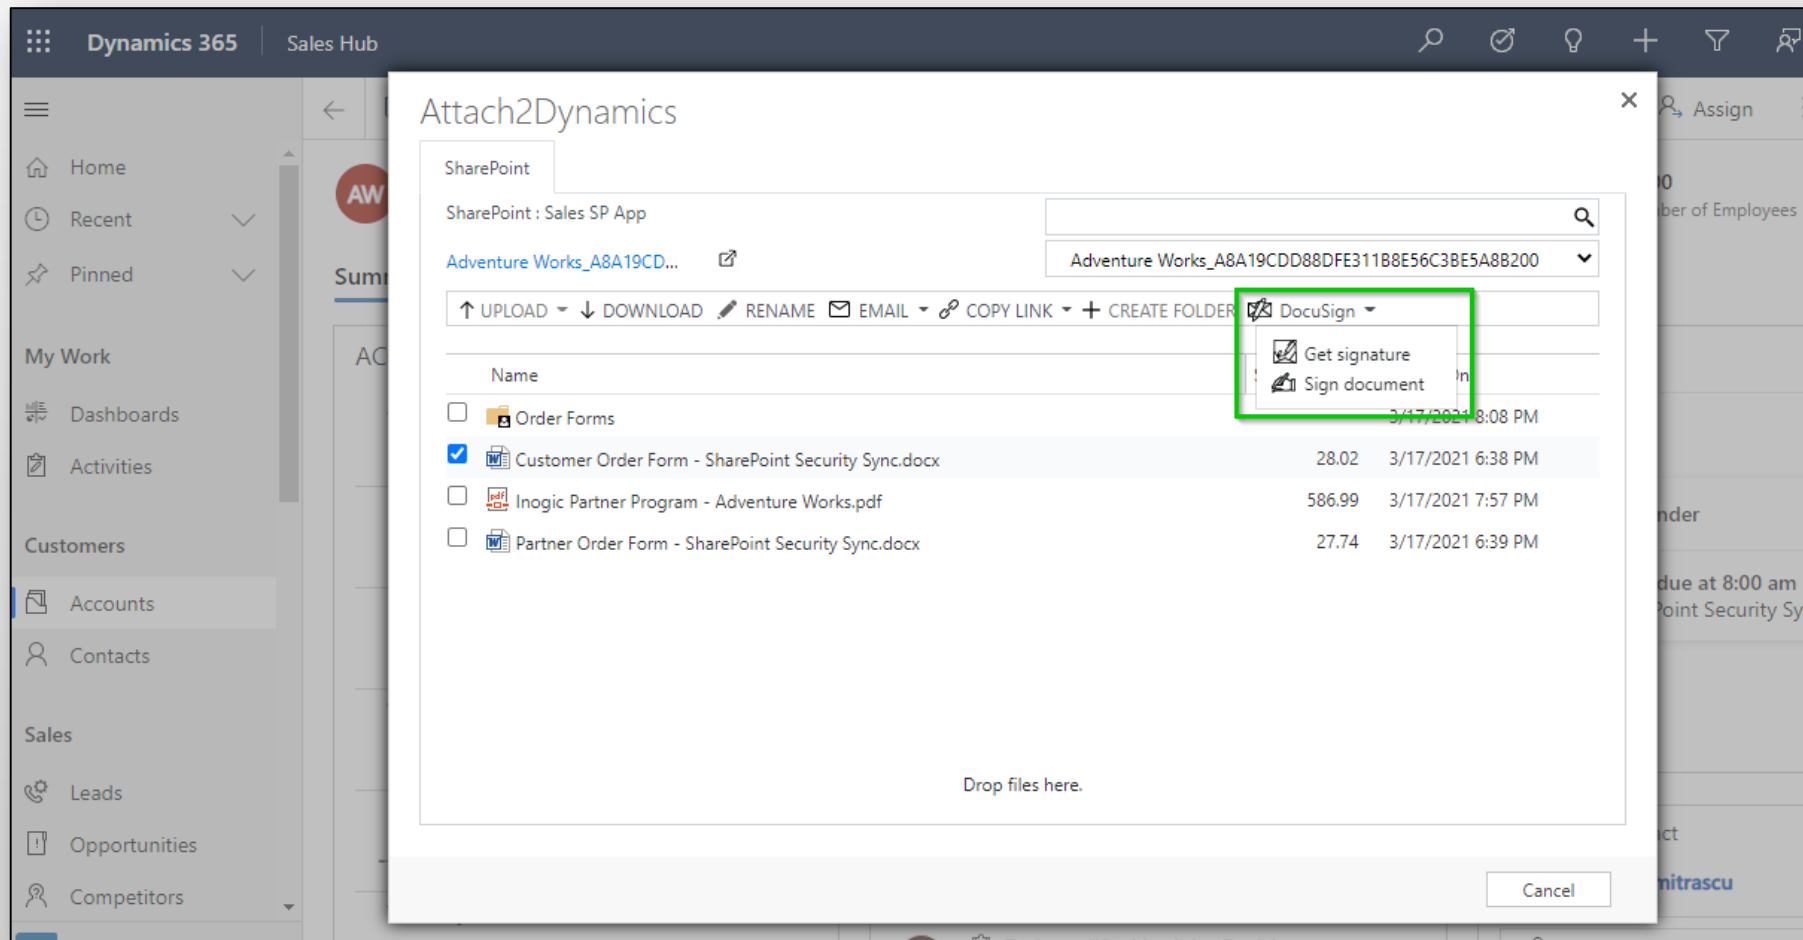 Dynamics 365 Sales Hub
Attach2Dynamics
Assign
Home
Recent
Pinned
My Work
Dashboards
Activities
Customers
Accounts
Contacts
Sales
Leads
Opportunities
Competitors
AW
SharePoint
SharePoint : Sales SP App
Adventure Works_A8A19CD...
Adventure Works_A8A19CDD88DFE311B8E56C3BE5A8B200
UPLOAD DOWNLOAD RENAME EMAIL COPY LINK CREATE FOLDER DocuSign
Get signature
Sign document
Name
Order Forms 3/17/2021 8:08 PM
Customer Order Form - SharePoint Security Sync.docx 28.02 3/17/2021 6:38 PM
Inogic Partner Program - Adventure Works.pdf 586.99 3/17/2021 7:57 PM
Partner Order Form - SharePoint Security Sync.docx 27.74 3/17/2021 6:39 PM
Drop files here.
Cancel
of Employees
due at 8:00 am
Security